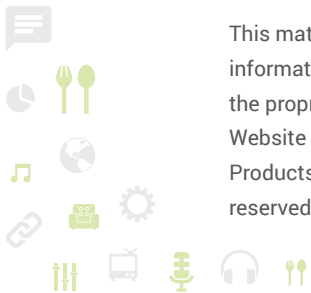 This mat
informat
the propr
Website
Products
reserved